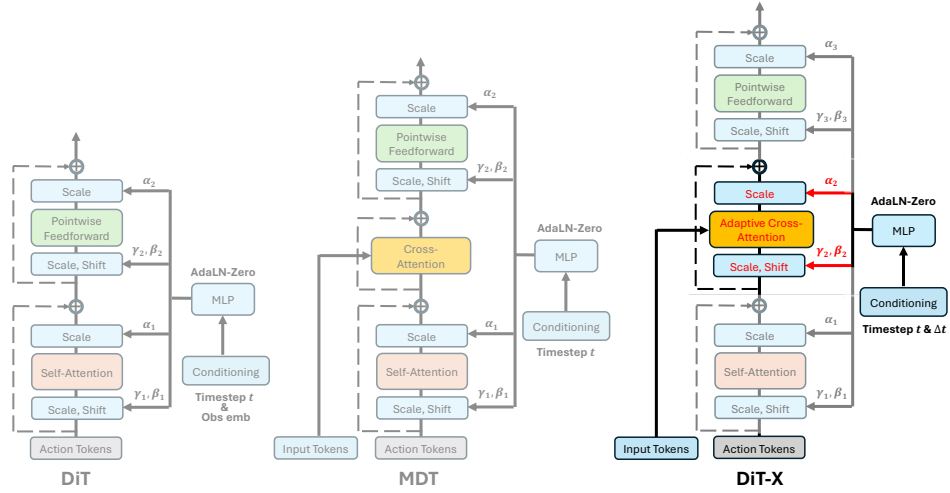 α₂
Scale
Pointwise
Feedforward
γ₂, β₂
Scale, Shift
AdaLN-Zero
MLP
α₁
Scale
Self-Attention
Conditioning
γ₁, β₁
Timestep t
&
Obs emb
Scale, Shift
Action Tokens
DiT
α₂
Scale
Pointwise
Feedforward
γ₂, β₂
Scale, Shift
AdaLN-Zero
Cross-
Attention
MLP
α₁
Scale
Conditioning
Timestep t
Self-Attention
γ₁, β₁
Scale, Shift
Input Tokens
Action Tokens
MDT
α₃
Scale
Pointwise
Feedforward
γ₃, β₃
Scale, Shift
α₂
Scale
AdaLN-Zero
Adaptive Cross-
Attention
MLP
γ₂, β₂
Scale, Shift
Conditioning
Timestep t & Δt
α₁
Scale
Self-Attention
γ₁, β₁
Scale, Shift
Input Tokens
Action Tokens
DiT-X